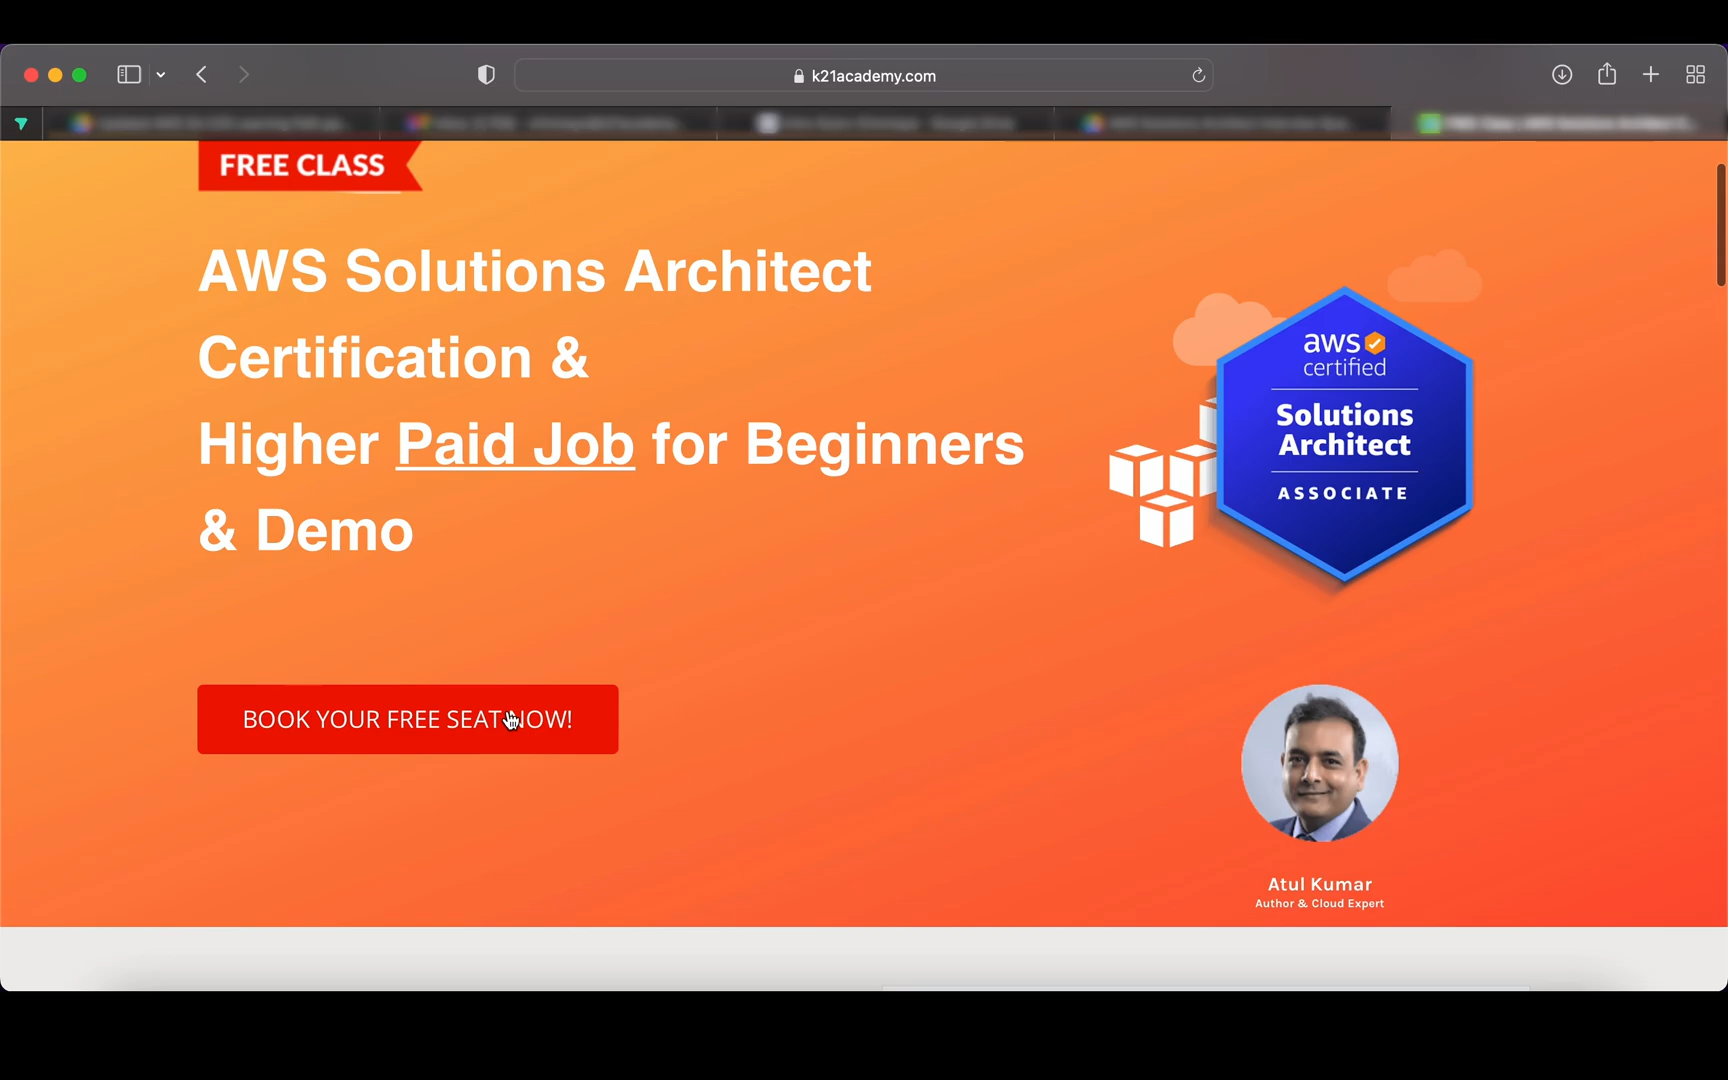 k21academy.com
FREE CLASS
AWS Solutions Architect
Certification &
Higher Paid Job for Beginners
& Demo
aws
certified
Solutions
Architect
ASSOCIATE
BOOK YOUR FREE SEAT NOW!
Atul Kumar
Author & Cloud Expert